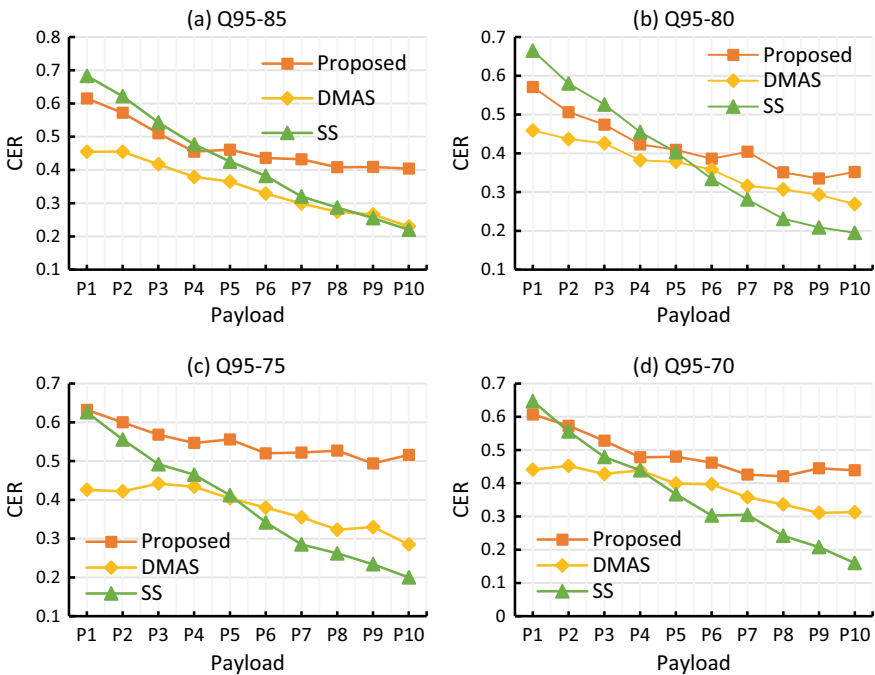 (a) Q95-85
0.8
0.7
0.6
0.5
0.4
0.3
0.2
0.1
CER
Proposed
DMAS
SS
P1 P2 P3 P4 P5 P6 P7 P8 P9 P10
Payload
(b) Q95-80
0.7
0.6
0.5
0.4
0.3
0.2
0.1
CER
Proposed
DMAS
SS
P1 P2 P3 P4 P5 P6 P7 P8 P9 P10
Payload
(c) Q95-75
0.7
0.6
0.5
0.4
0.3
0.2
0.1
CER
Proposed
DMAS
SS
P1 P2 P3 P4 P5 P6 P7 P8 P9 P10
Payload
(d) Q95-70
0.7
0.6
0.5
0.4
0.3
0.2
0.1
0
CER
Proposed
DMAS
SS
P1 P2 P3 P4 P5 P6 P7 P8 P9 P10
Payload